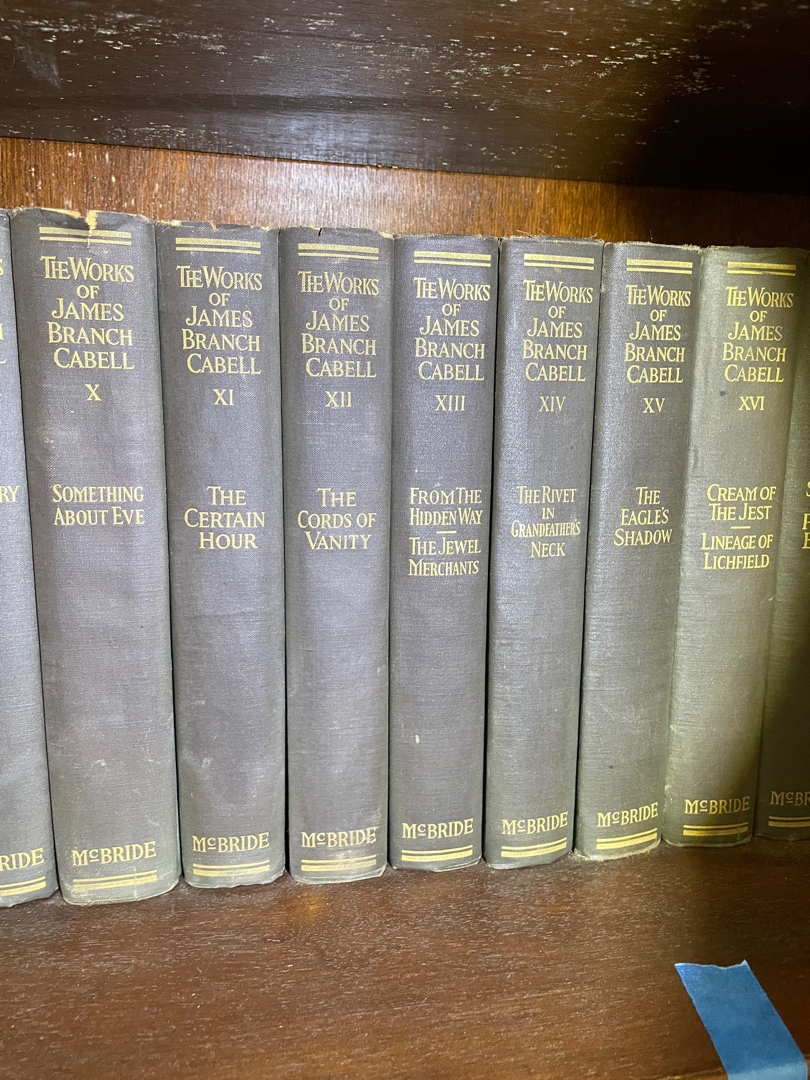 THE WORKS
OF
JAMES
BRANCH
CABELL
X
SOMETHING
ABOUT EVE
McBRIDE
THE WORKS
OF
JAMES
BRANCH
CABELL
XI
THE
CERTAIN
HOUR
McBRIDE
THE WORKS
OF
JAMES
BRANCH
CABELL
XII
THE
CORDS OF
VANITY
McBRIDE
THE WORKS
OF
JAMES
BRANCH
CABELL
XIII
FROM THE
HIDDEN WAY
THE JEWEL
MERCHANTS
McBRIDE
THE WORKS
OF
JAMES
BRANCH
CABELL
XIV
THE RIVET
IN
GRANDFATHER'S
NECK
McBRIDE
THE WORKS
OF
JAMES
BRANCH
CABELL
XV
THE
EAGLE'S
SHADOW
McBRIDE
THE WORKS
OF
JAMES
BRANCH
CABELL
XVI
CREAM OF
THE JEST
LINEAGE OF
LICHFIELD
McBRIDE